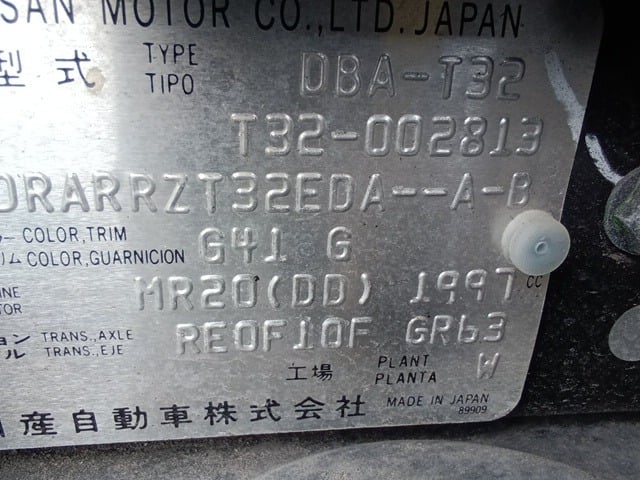 SAN MOTOR CO.,LTD. JAPAN
型式 TYPE TIPO DBA-T32
T32-002813
DRARRZT32EDA--A-B
COLOR,TRIM
COLOR,GUARNICION G41 G
MR20(DD) 1997 CC
TRANS.,AXLE
TRANS.,EJE RE0F10F GR63
工場 PLANT PLANTA W
産自動車株式会社 MADE IN JAPAN
89909